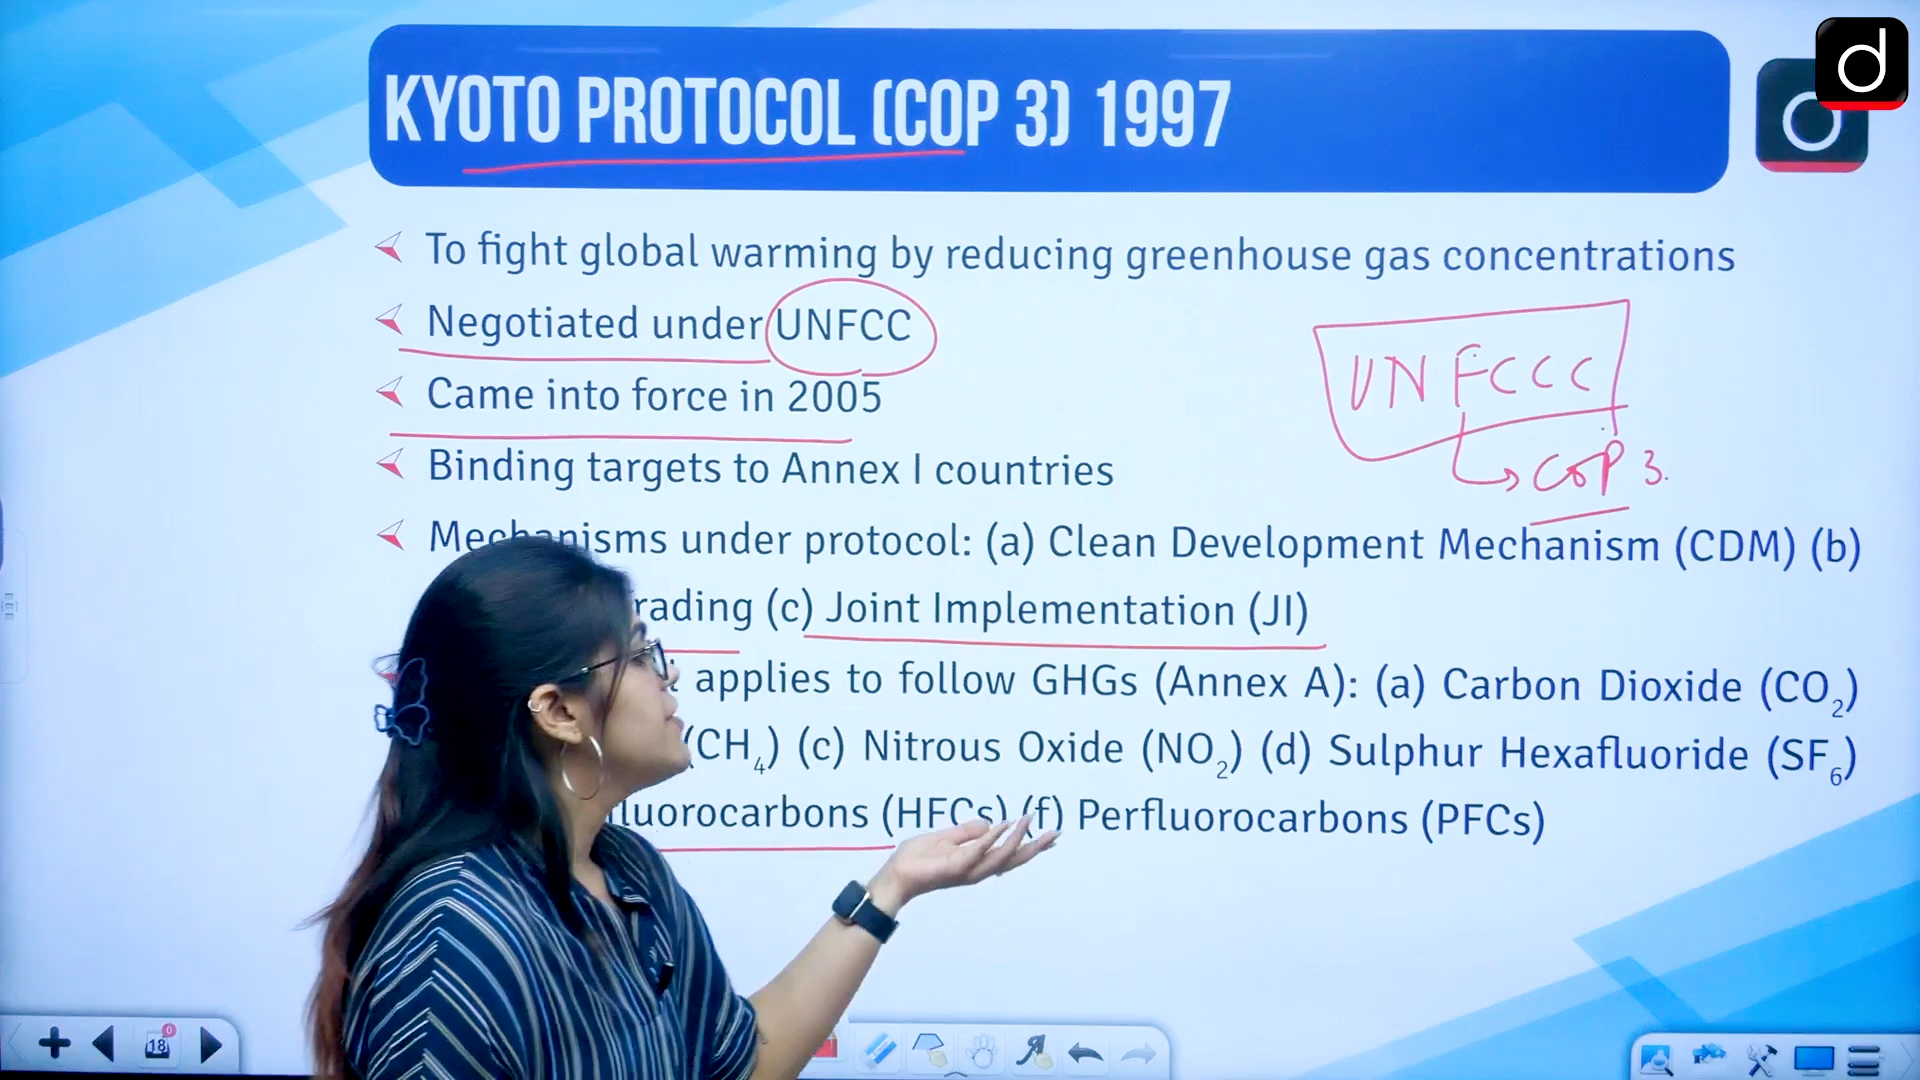 d
KYOTO PROTOCOL (COP 3) 1997
To fight global warming by reducing greenhouse gas concentrations
Negotiated under UNFCC
UNFCCC
Came into force in 2005
COP 3.
Binding targets to Annex I countries
Mechanisms under protocol: (a) Clean Development Mechanism (CDM) (b)
(c) Joint Implementation (JI)
applies to follow GHGs (Annex A): (a) Carbon Dioxide (CO₂)
(CH₄) (c) Nitrous Oxide (NO₂) (d) Sulphur Hexafluoride (SF₆)
(HFCs) (f) Perfluorocarbons (PFCs)
18
0